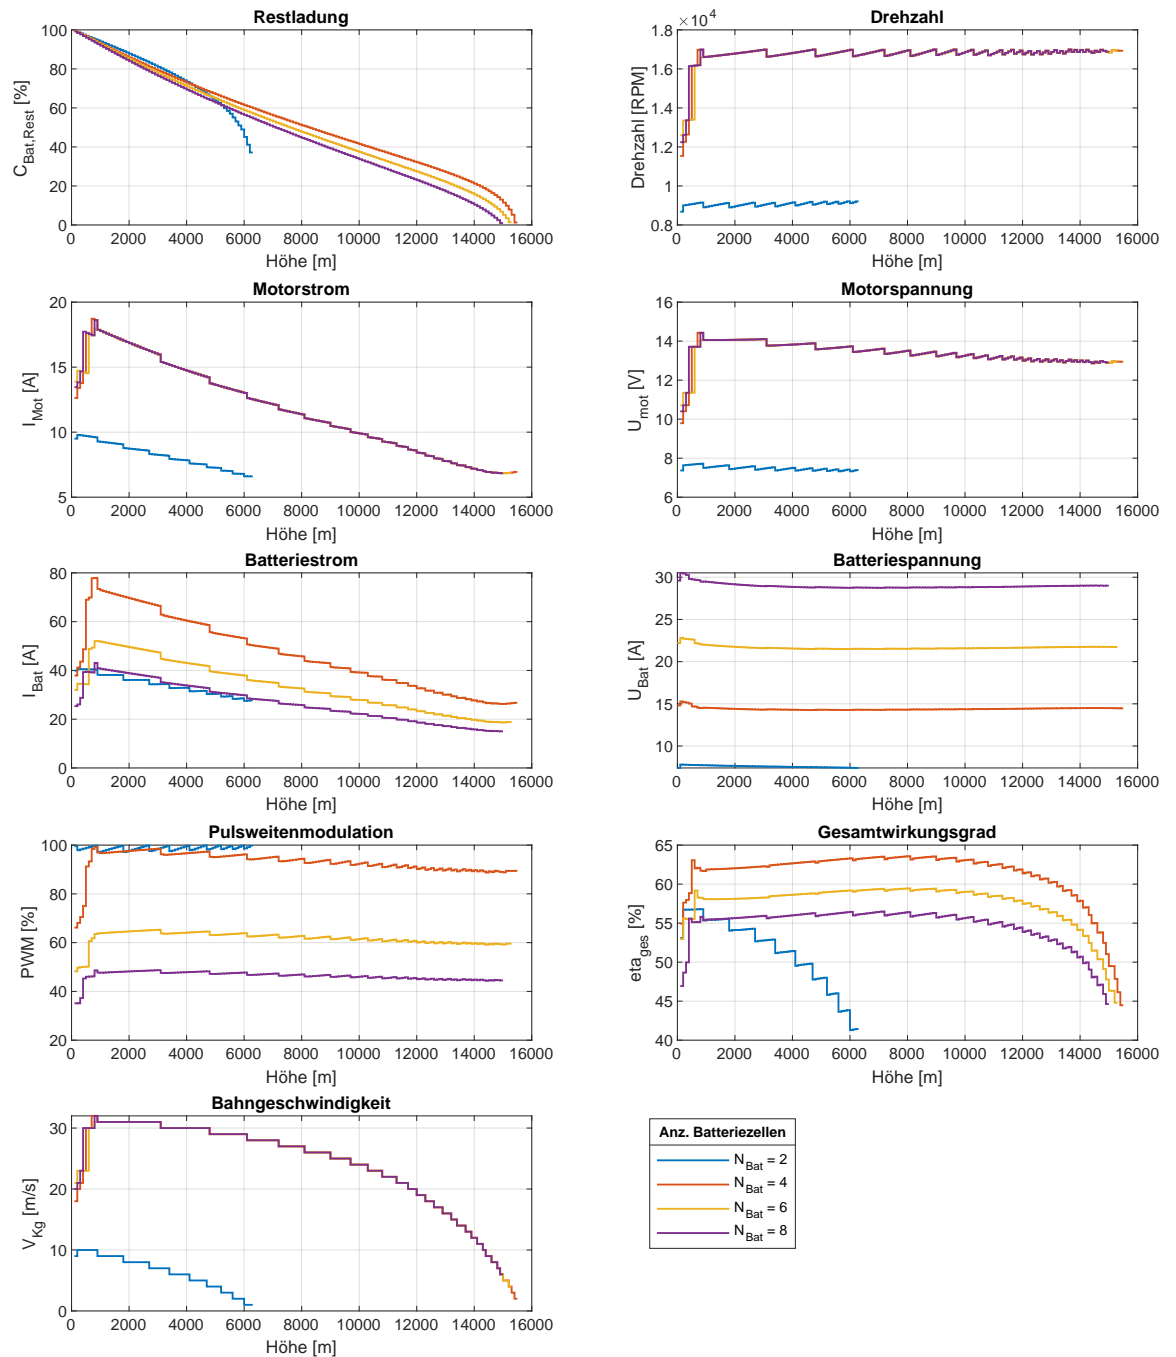 Restladung
100
80
60
40
20
0
C_Bat,Rest [%]
0 2000 4000 6000 8000 10000 12000 14000 16000
Höhe [m]
Drehzahl
×10^4
1.8
1.6
1.4
1.2
1
0.8
Drehzahl [RPM]
0 2000 4000 6000 8000 10000 12000 14000 16000
Höhe [m]
Motorstrom
20
15
10
5
I_Mot [A]
0 2000 4000 6000 8000 10000 12000 14000 16000
Höhe [m]
Motorspannung
16
14
12
10
8
6
U_mot [V]
0 2000 4000 6000 8000 10000 12000 14000 16000
Höhe [m]
Batteriestrom
80
60
40
20
0
I_Bat [A]
0 2000 4000 6000 8000 10000 12000 14000 16000
Höhe [m]
Batteriespannung
30
25
20
15
10
U_Bat [A]
0 2000 4000 6000 8000 10000 12000 14000 16000
Höhe [m]
Pulsweitenmodulation
100
80
60
40
20
PWM [%]
0 2000 4000 6000 8000 10000 12000 14000 16000
Höhe [m]
Gesamtwirkungsgrad
65
60
55
50
45
40
eta_ges [%]
0 2000 4000 6000 8000 10000 12000 14000 16000
Höhe [m]
Bahngeschwindigkeit
30
20
10
0
V_Kg [m/s]
0 2000 4000 6000 8000 10000 12000 14000 16000
Höhe [m]
Anz. Batteriezellen
N_Bat = 2
N_Bat = 4
N_Bat = 6
N_Bat = 8